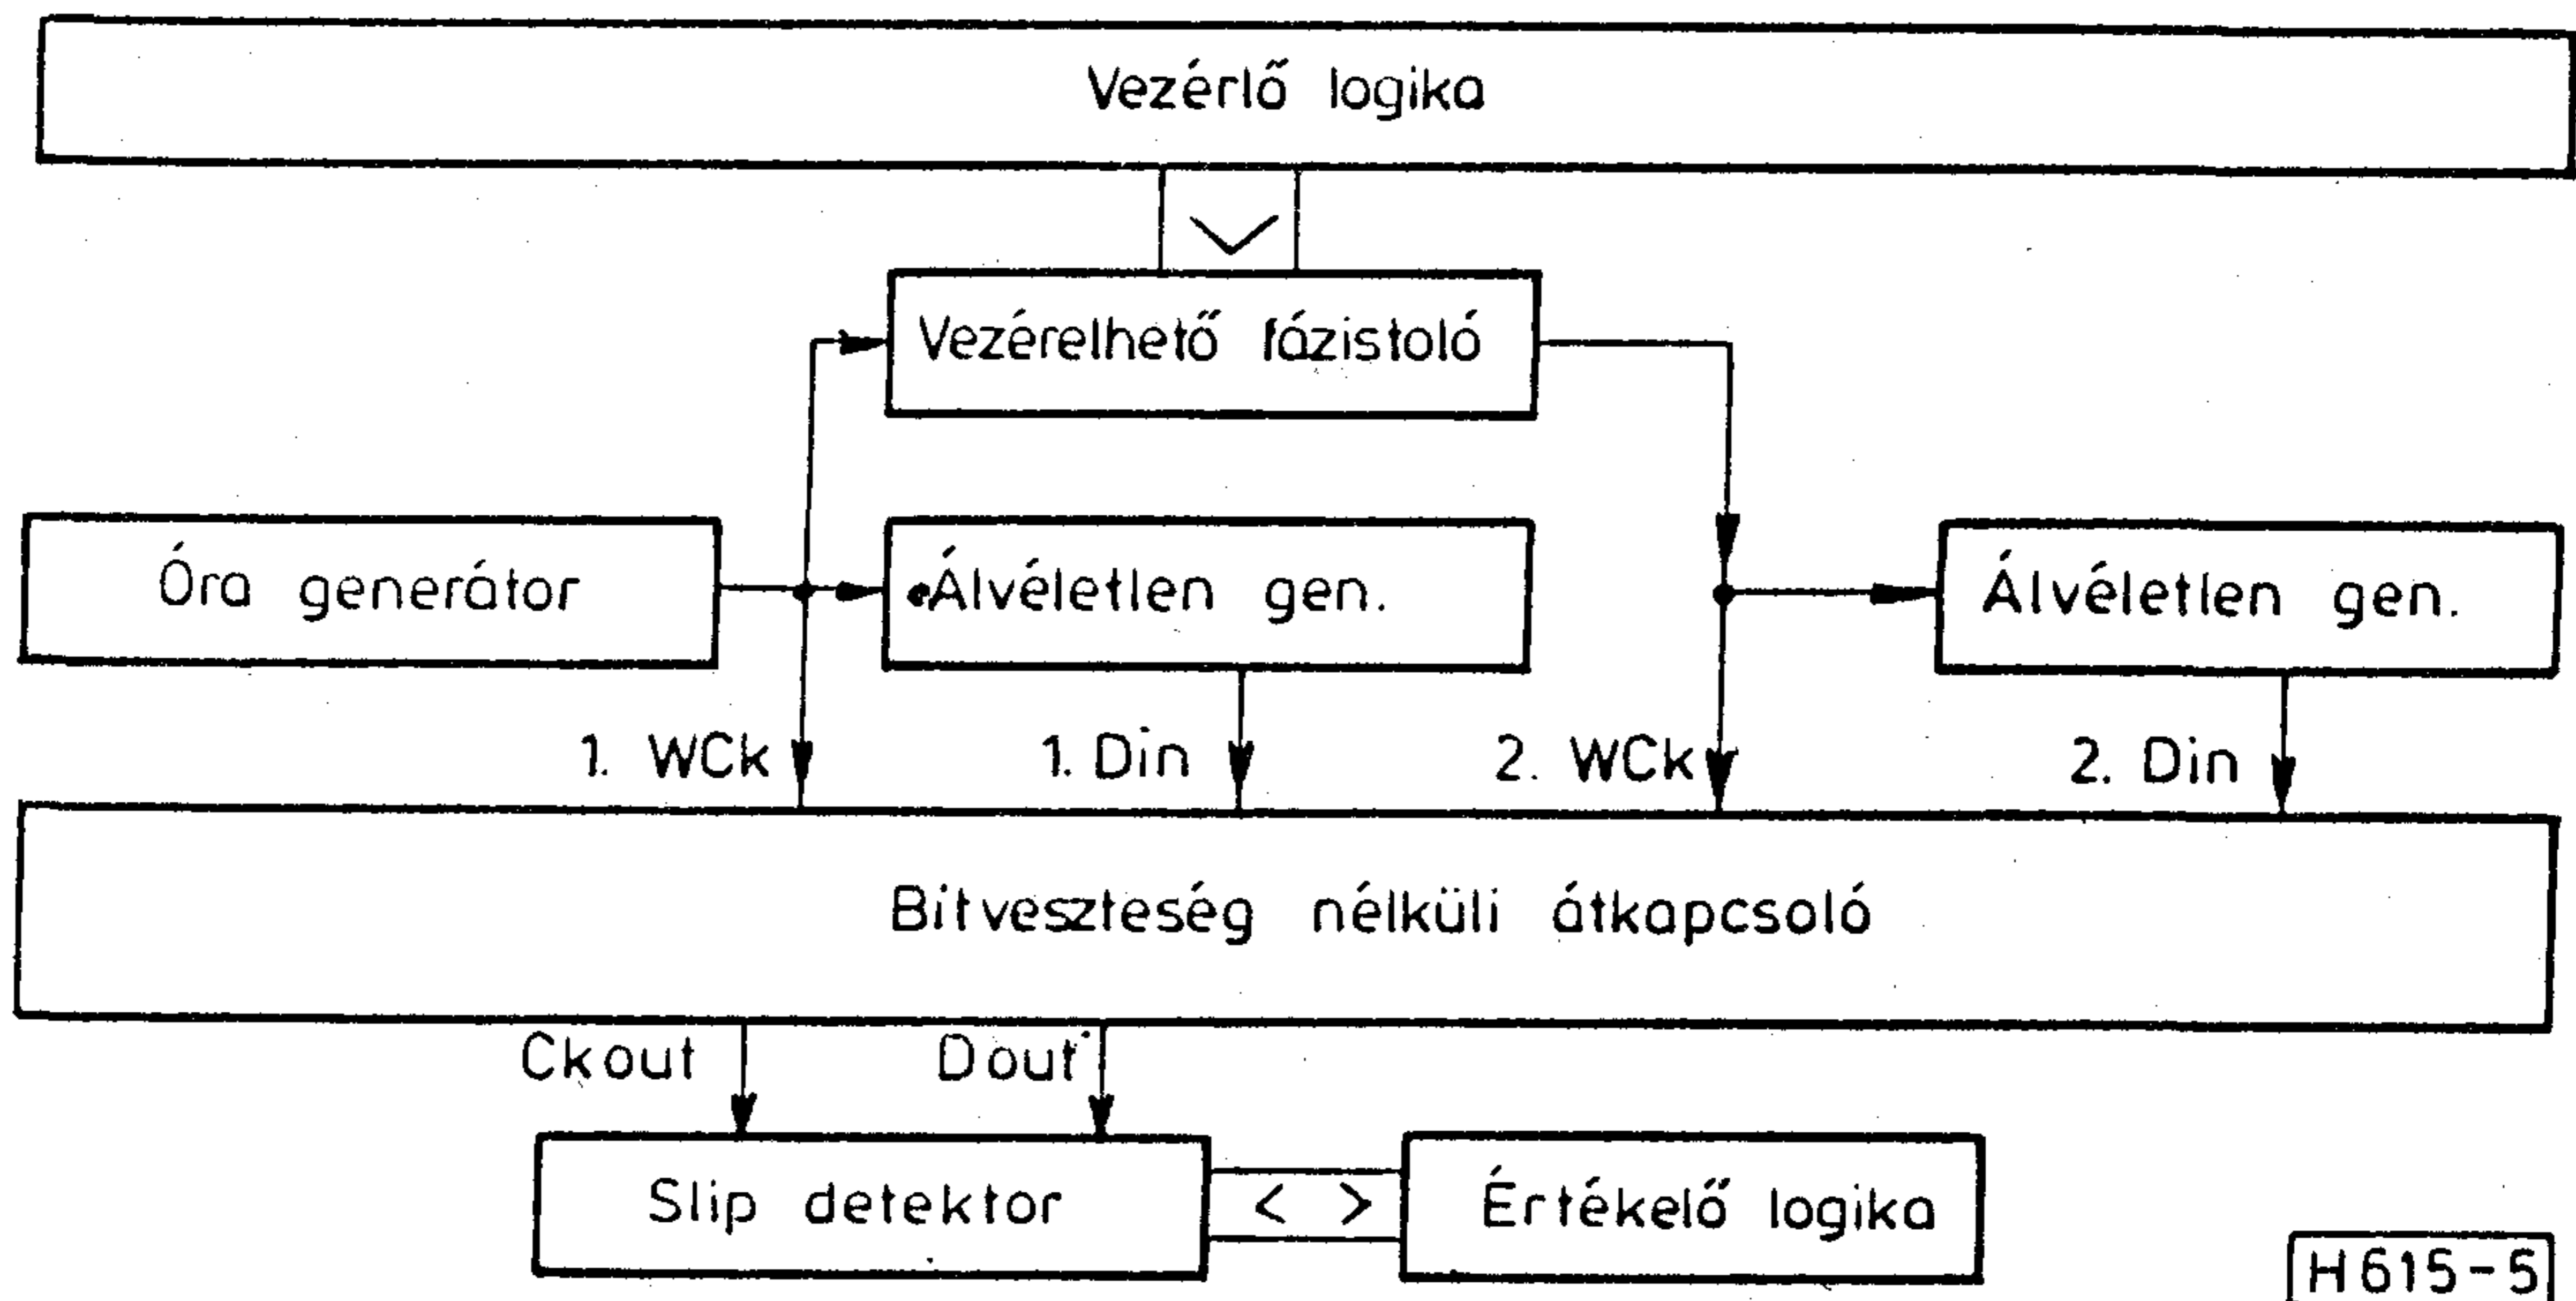 Vezérlő logika
Vezérelhető fázistoló
Óra generátor
Álvéletlen gen.
Álvéletlen gen.
1. WCk
1. Din
2. WCk
2. Din
Bitveszteség nélküli átkapcsoló
Ckout
Dout
Slip detektor
< >
Értékelő logika
H615-5